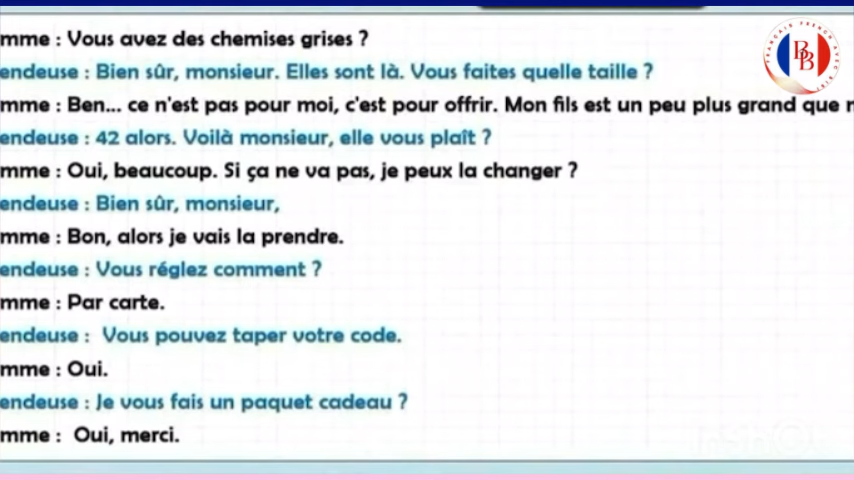 mme : Vous avez des chemises grises ?
endeuse : Bien sûr, monsieur. Elles sont là. Vous faites quelle taille ?
mme : Ben... ce n'est pas pour moi, c'est pour offrir. Mon fils est un peu plus grand que
endeuse : 42 alors. Voilà monsieur, elle vous plaît ?
mme : Oui, beaucoup. Si ça ne va pas, je peux la changer ?
endeuse : Bien sûr, monsieur,
mme : Bon, alors je vais la prendre.
endeuse : Vous réglez comment ?
mme : Par carte.
endeuse : Vous pouvez taper votre code.
mme : Oui.
endeuse : Je vous fais un paquet cadeau ?
mme : Oui, merci.